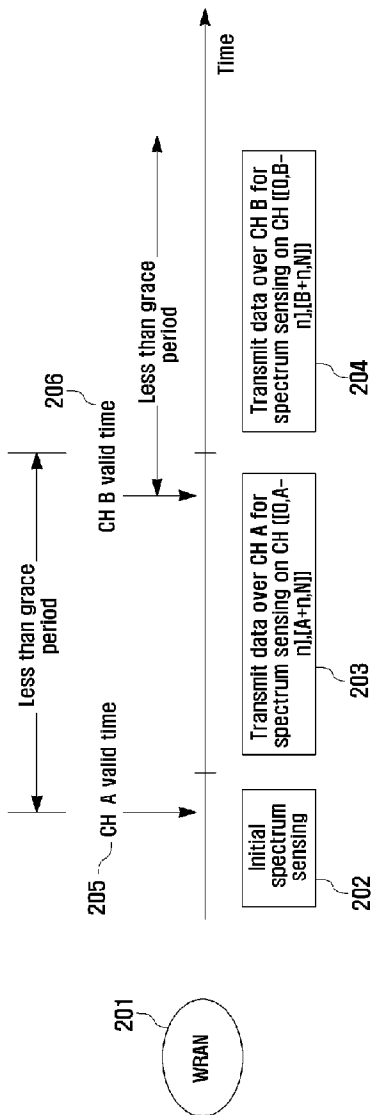 Less than grace
period
206
CH B valid time
Less than grace
period
205
CH A valid time
Time
201
WRAN
Initial
spectrum
sensing
202
Transmit data over CH A for
spectrum sensing on CH ([0,A-
n],[A+n,N])
203
Transmit data over CH B for
spectrum sensing on CH ([0,B-
n],[B+n,N])
204